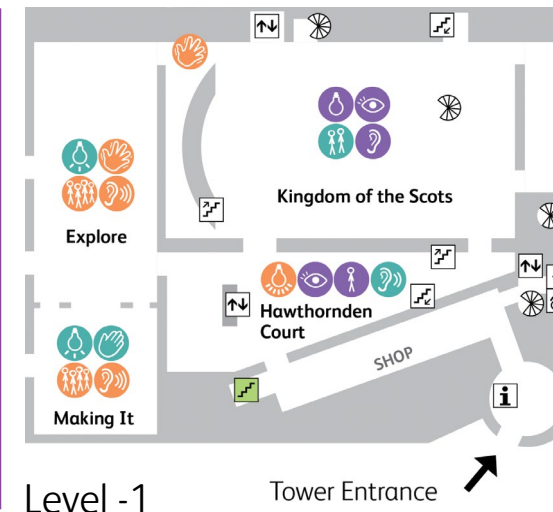 Kingdom of the Scots
Explore
Hawthornden
Court
SHOP
Making It
i
Level -1
Tower Entrance